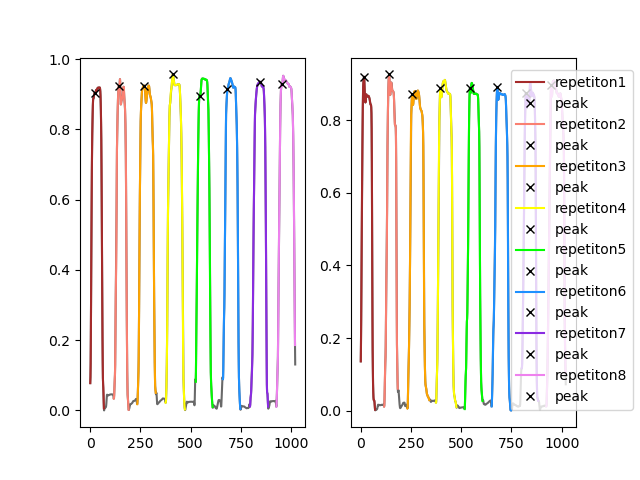 1.0
0.8
0.6
0.4
0.2
0.0
0
250
500
750
1000
0.8
0.6
0.4
0.2
0.0
0
250
500
750
1000
repetiton1
peak
repetiton2
peak
repetiton3
peak
repetiton4
peak
repetiton5
peak
repetiton6
peak
repetiton7
peak
repetiton8
peak